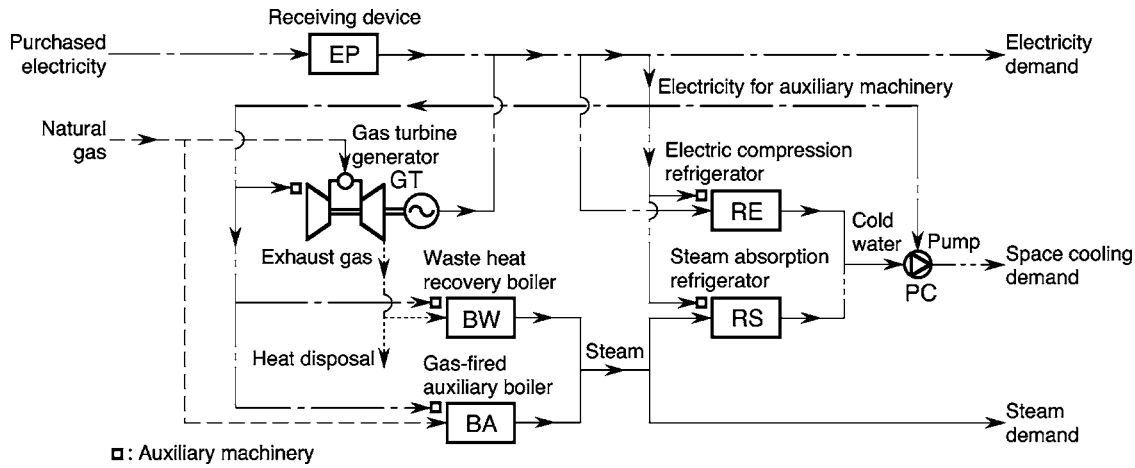 Receiving device
Purchased
electricity
EP
Electricity
demand
Electricity for auxiliary machinery
Natural
gas
Gas turbine
generator
GT
Electric compression
refrigerator
RE
Cold
water
Pump
PC
Space cooling
demand
Exhaust gas
Waste heat
recovery boiler
BW
Steam absorption
refrigerator
RS
Heat disposal
Steam
Gas-fired
auxiliary boiler
BA
Steam
demand
: Auxiliary machinery